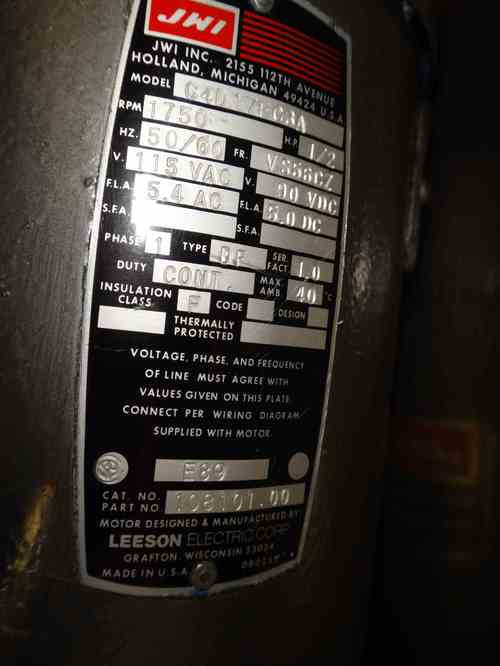 JWI
JWI INC. 2155 112TH AVENUE
HOLLAND, MICHIGAN 49424 U.S.A
MODEL
RPM 1750 H.P. 1/2
HZ. 50/60 FR. VS56CZ
V. 115 VAC V. 90 VDC
F.L.A. 5.4 AC F.L.A. 5.0 DC
S.F.A. S.F.A.
PHASE 1 TYPE DF SER. FACT. 1.0
DUTY CONT. MAX. AMB. 40 °C
INSULATION CLASS F CODE DESIGN
THERMALLY PROTECTED
VOLTAGE, PHASE, AND FREQUENCY
OF LINE MUST AGREE WITH
VALUES GIVEN ON THIS PLATE.
CONNECT PER WIRING DIAGRAM
SUPPLIED WITH MOTOR.
E89
CAT. NO.
PART NO. 108101.00
MOTOR DESIGNED & MANUFACTURED BY
LEESON ELECTRIC CORP.
GRAFTON, WISCONSIN 53024
MADE IN U.S.A.